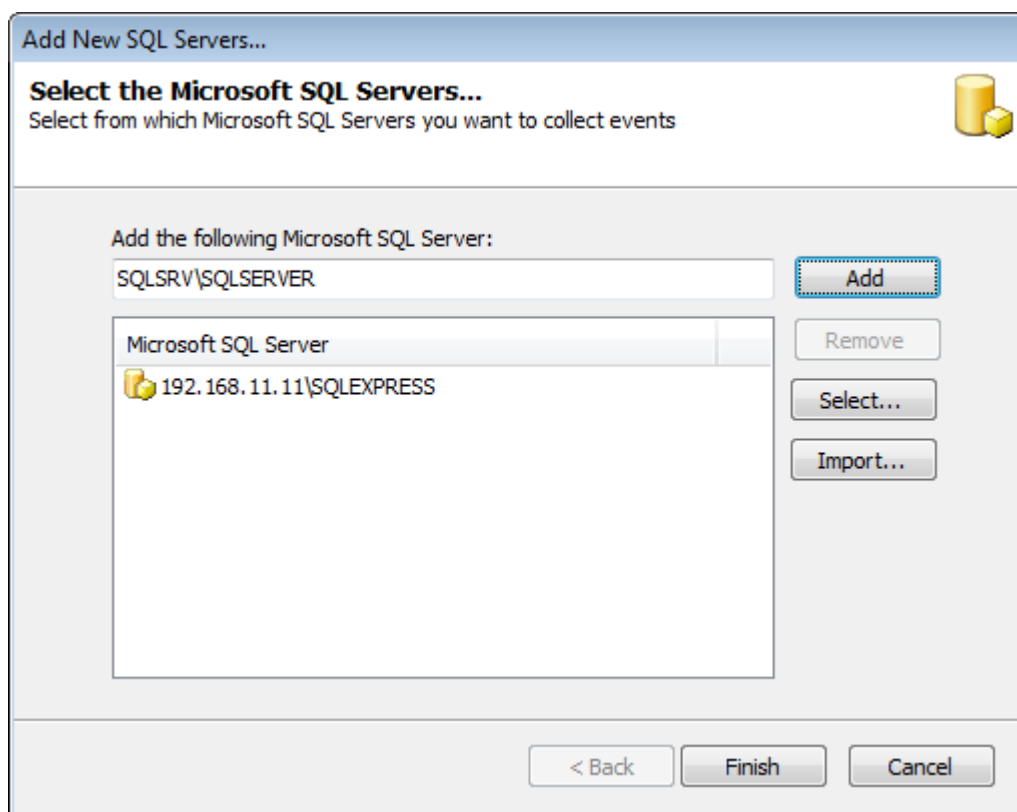 Add New SQL Servers...
Select the Microsoft SQL Servers...
Select from which Microsoft SQL Servers you want to collect events
Add the following Microsoft SQL Server:
SQLSRV\SQLSERVER
Add
Microsoft SQL Server
Remove
192.168.11.11\SQLEXPRESS
Select...
Import...
< Back
Finish
Cancel